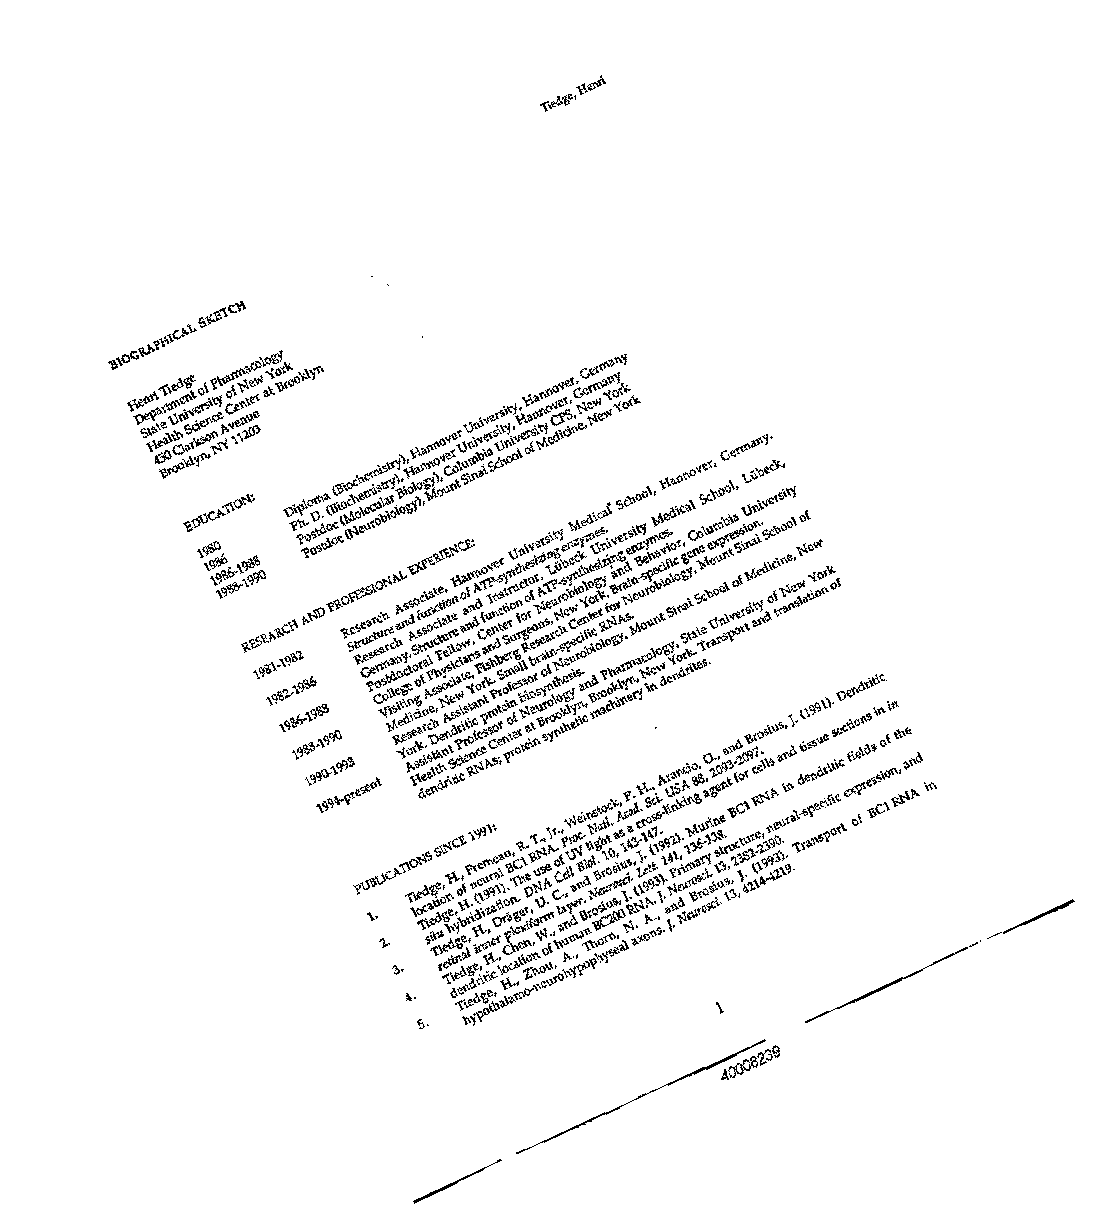 Tiedge, Henri
BIOGRAPHICAL SKETCH
Henri Tiedge
Department of Pharmacology
State University of New York
Health Science Center at Brooklyn
450 Clarkson Avenue
Brooklyn, NY 11203
EDUCATION:
1980 Diploma (Biochemistry), Hannover University, Hannover, Germany
1986 Ph. D. (Biochemistry), Hannover University, Hannover, Germany
1986-1988 Postdoc (Molecular Biology), Columbia University CPS, New York
1988-1990 Postdoc (Neurobiology), Mount Sinai School of Medicine, New York
RESEARCH AND PROFESSIONAL EXPERIENCE:
1981-1982 Research Associate, Hannover University Medical School, Hannover, Germany.
Structure and function of ATP-synthesizing enzymes.
1982-1986 Research Associate and Instructor, Lübeck University Medical School, Lübeck,
Germany, Structure and function of ATP-synthesizing enzymes.
1986-1988 Postdoctoral Fellow, Center for Neurobiology and Behavior, Columbia University
College of Physicians and Surgeons, New York. Brain-specific gene expression.
1988-1990 Visiting Associate, Fishberg Research Center for Neurobiology, Mount Sinai School of
Medicine, New York. Small brain-specific RNAs.
1990-1993 Research Assistant Professor of Neurobiology, Mount Sinai School of Medicine, New
York. Dendritic protein biosynthesis.
1994-present Assistant Professor of Neurology and Pharmacology, State University of New York
Health Science Center at Brooklyn, Brooklyn, New York. Transport and translation of
dendritic RNAs; protein synthetic machinery in dendrites.
PUBLICATIONS SINCE 1991:
1. Tiedge, H., Fremeau, R. T., Jr., Weinstock, P. H., Arancio, O., and Brosius, J. (1991). Dendritic
location of neural BC1 RNA. Proc. Natl. Acad. Sci. USA 88, 2093-2097.
2. Tiedge, H. (1991). The use of UV light as a cross-linking agent for cells and tissue sections in in
situ hybridization. DNA Cell Biol. 10, 143-147.
3. Tiedge, H., Dräger, U. C., and Brosius, J. (1992). Murine BC1 RNA in dendritic fields of the
retinal inner plexiform layer. Neurosci. Lett. 141, 136-138.
4. Tiedge, H., Chen, W., and Brosius, J. (1993). Primary structure, neural-specific expression, and
dendritic location of human BC200 RNA. J. Neurosci. 13, 2382-2390.
5. Tiedge, H., Zhou, A., Thorn, N. A., and Brosius, J. (1993). Transport of BC1 RNA in
hypothalamo-neurohypophyseal axons. J. Neurosci. 13, 4214-4219.
1
40008239